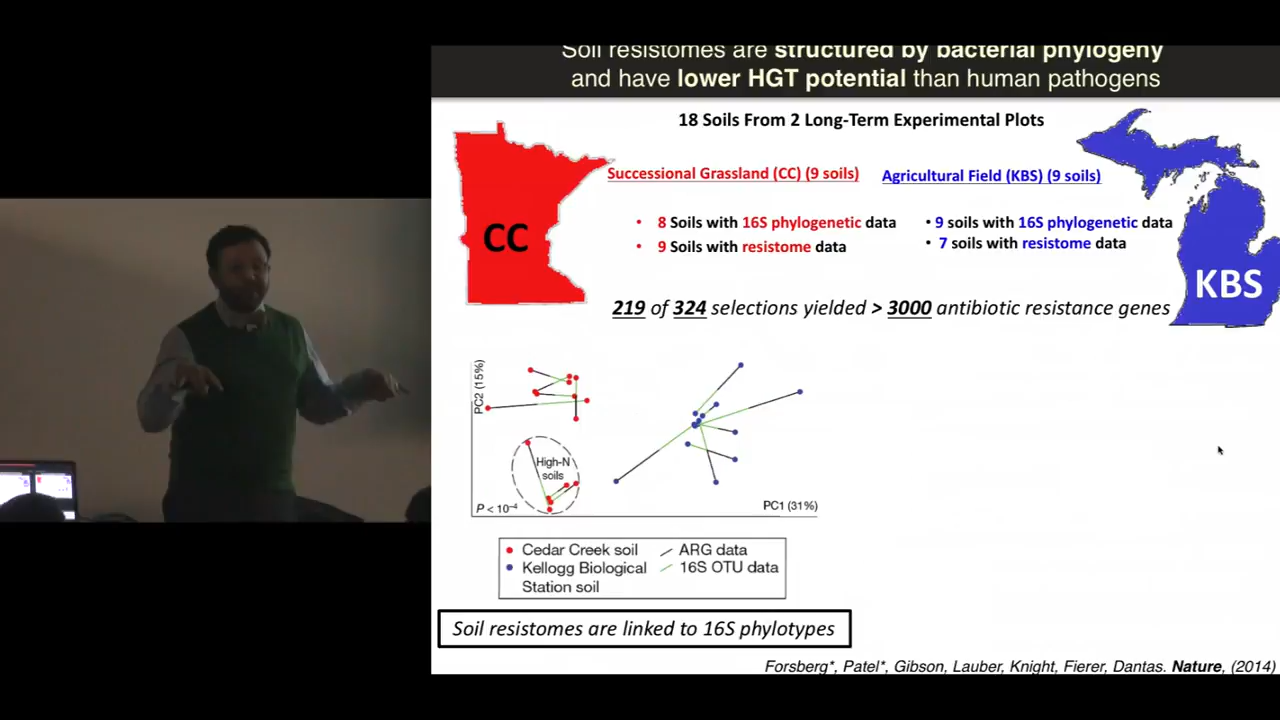 Soil resistomes are structured by bacterial phylogeny
and have lower HGT potential than human pathogens
18 Soils From 2 Long-Term Experimental Plots
Successional Grassland (CC) (9 soils)
• 8 Soils with 16S phylogenetic data
• 9 Soils with resistome data
Agricultural Field (KBS) (9 soils)
• 9 soils with 16S phylogenetic data
• 7 soils with resistome data
CC
KBS
219 of 324 selections yielded > 3000 antibiotic resistance genes
PC2 (15%)
High-N
soils
P < 10⁻⁴
PC1 (31%)
Cedar Creek soil
Kellogg Biological
Station soil
ARG data
16S OTU data
Soil resistomes are linked to 16S phylotypes
Forsberg*, Patel*, Gibson, Lauber, Knight, Fierer, Dantas. Nature, (2014)